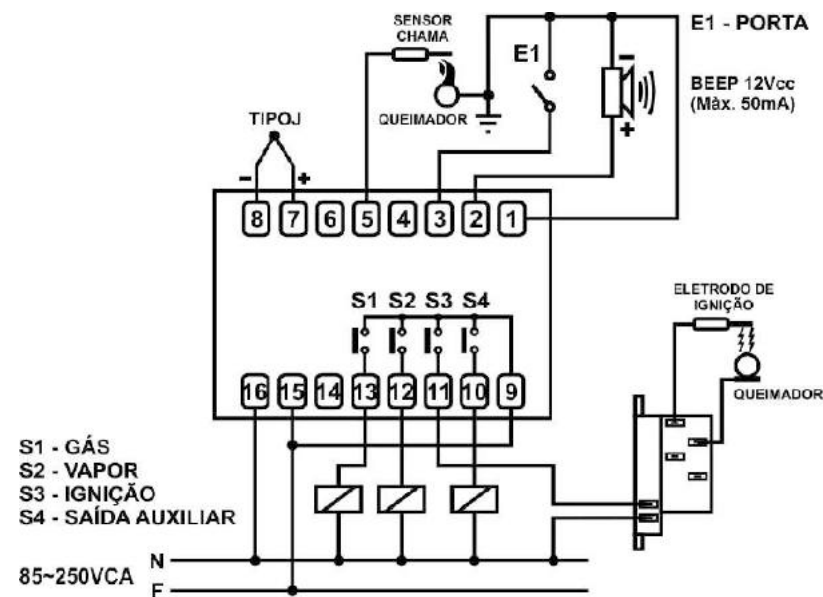 SENSOR
CHAMA
E1 - PORTA
E1
BEEP 12Vcc
(Màx. 50mA)
-
+
QUEIMADOR
TIPOJ
- +
8 7 6 5 4 3 2 1
S1 S2 S3 S4
16 15 14 13 12 11 10 9
ELETRODO DE
IGNIÇÃO
QUEIMADOR
S1 - GÁS
S2 - VAPOR
S3 - IGNIÇÃO
S4 - SAÍDA AUXILIAR
N
85~250VCA
F